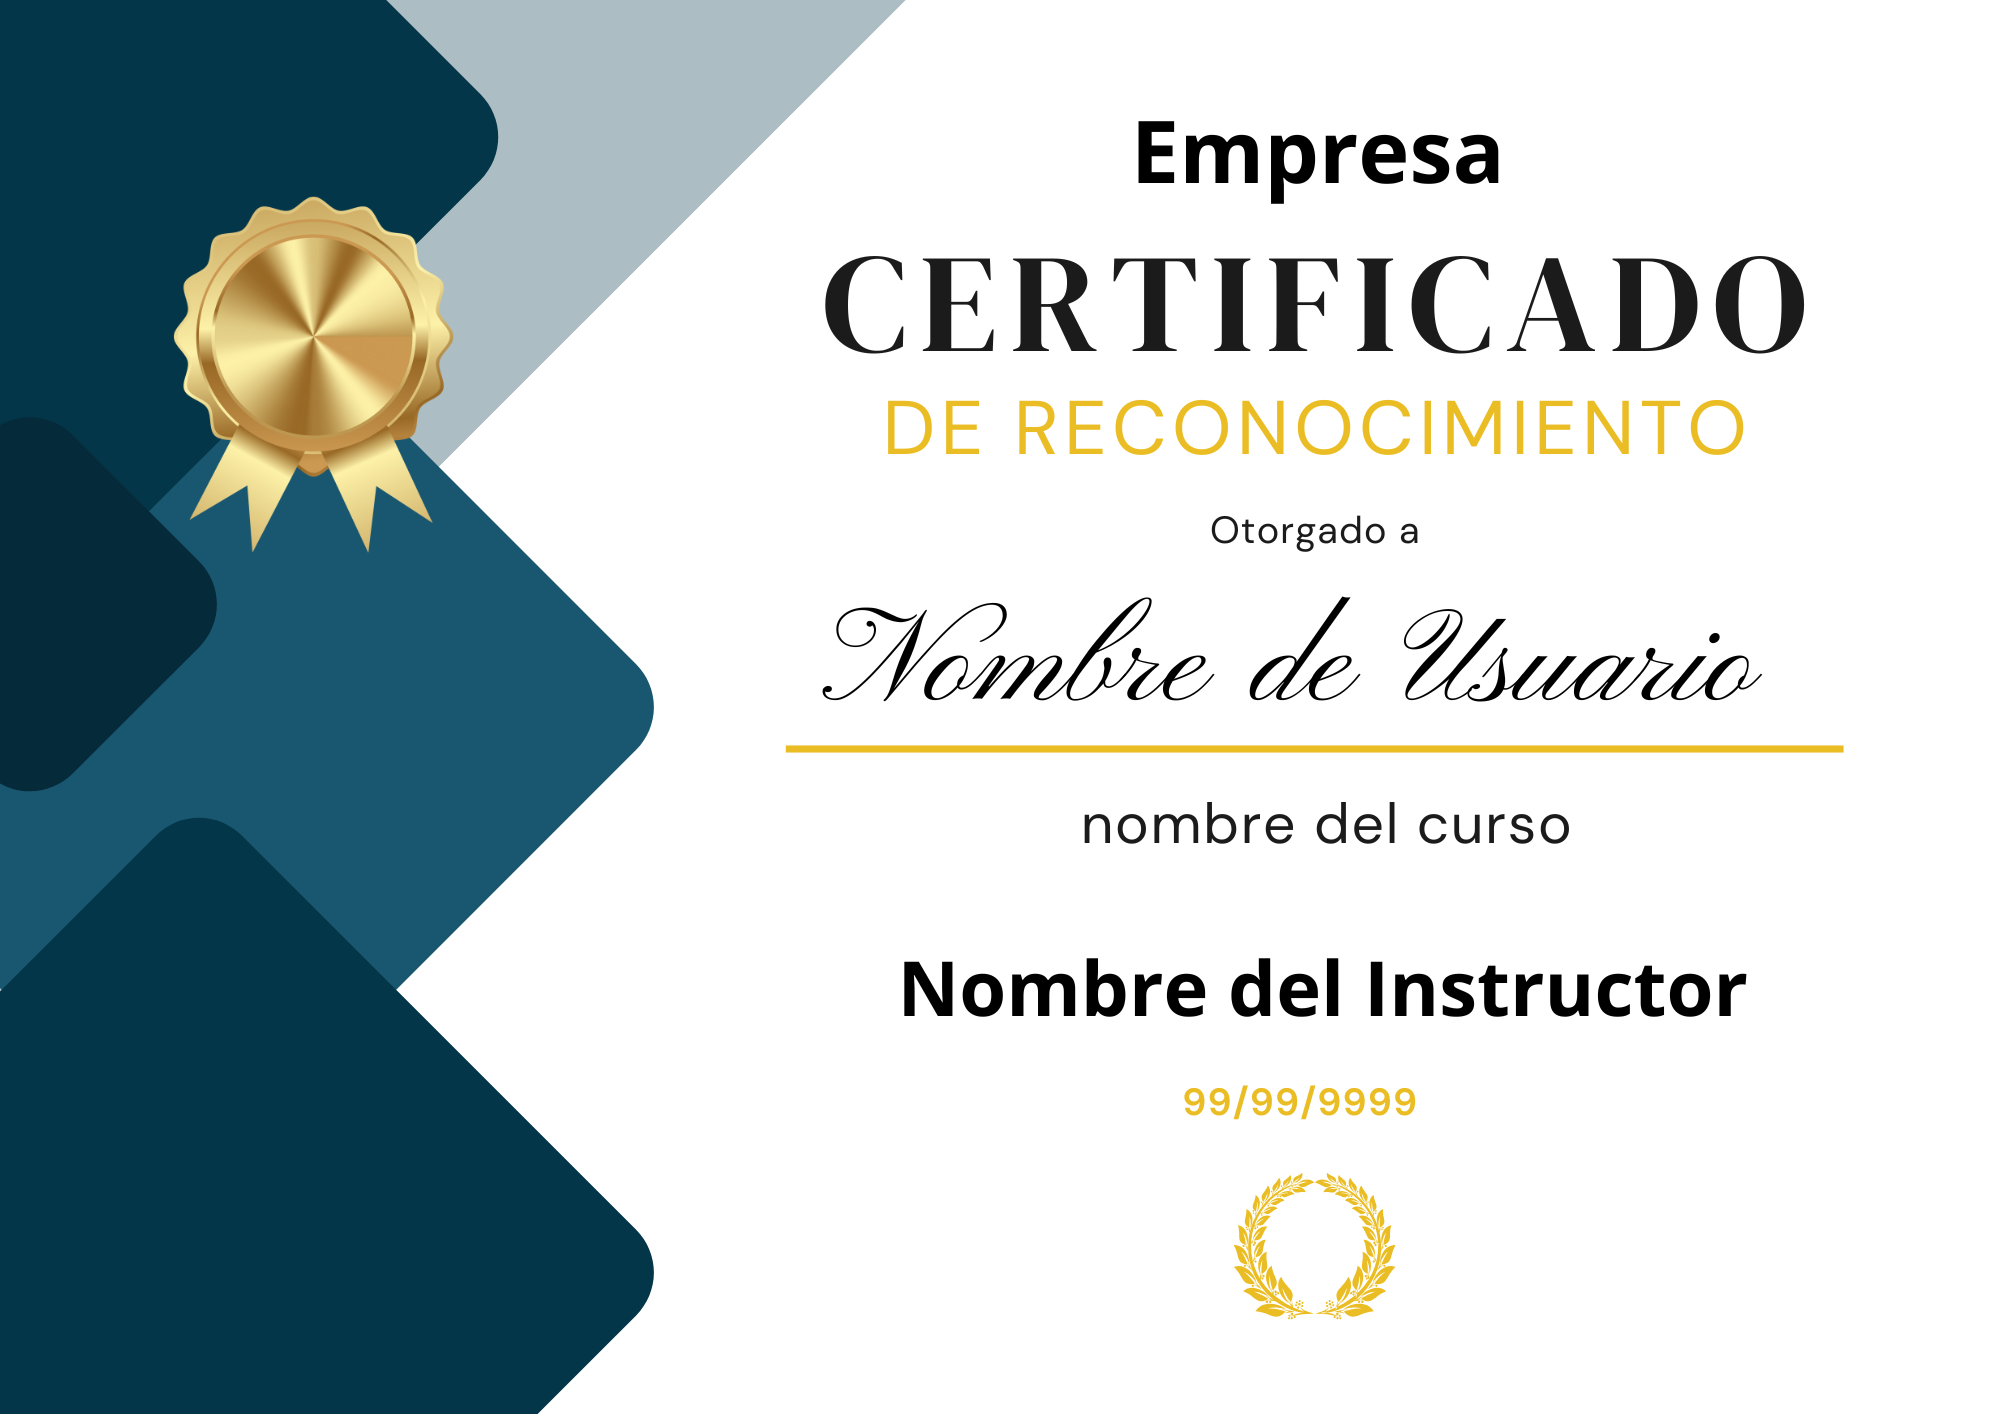 Empresa
CERTIFICADO
DE RECONOCIMIENTO
Otorgado a
Nombre de Usuario
nombre del curso
Nombre del Instructor
99/99/9999